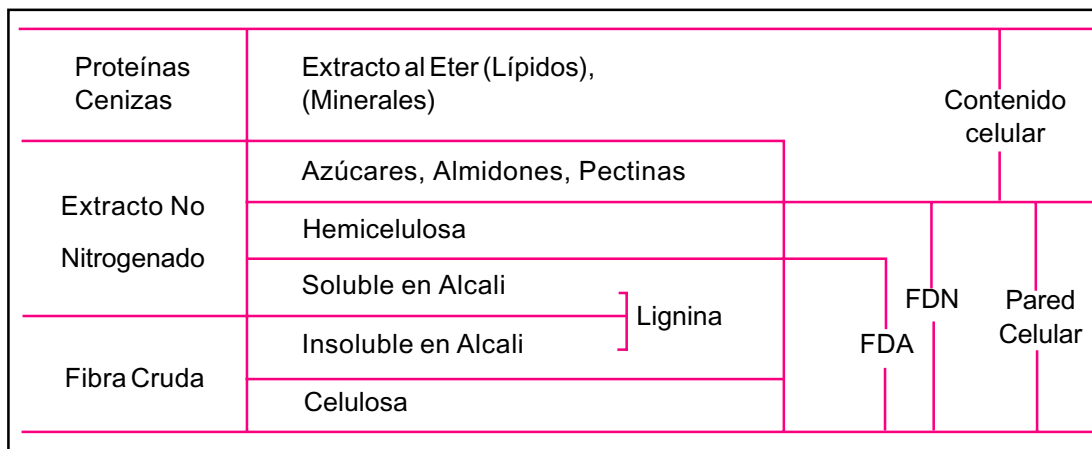 Proteínas
Cenizas
Extracto al Eter (Lípidos),
(Minerales)
Contenido
celular
Azúcares, Almidones, Pectinas
Extracto No
Nitrogenado
Hemicelulosa
Soluble en Alcali
Lignina
FDN
Pared
Celular
FDA
Insoluble en Alcali
Fibra Cruda
Celulosa